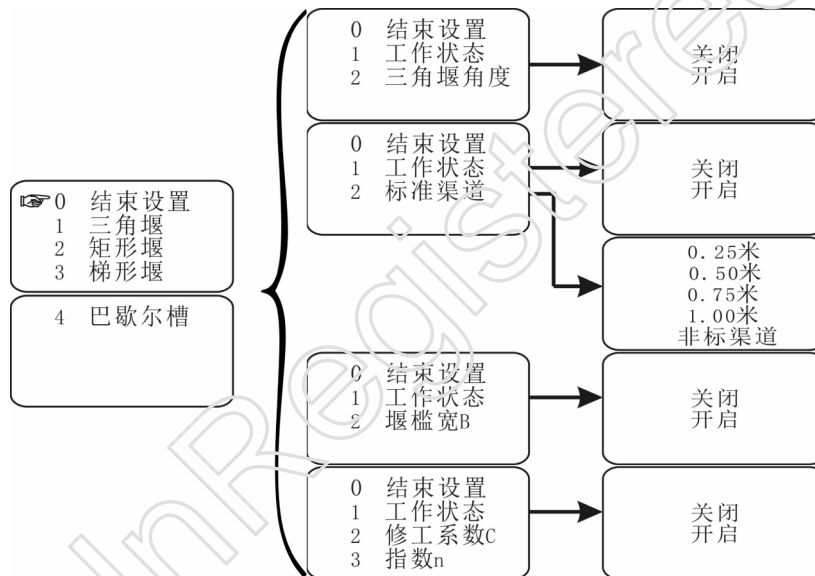 0 结束设置
1 三角堰
2 矩形堰
3 梯形堰
4 巴歇尔槽
0 结束设置
1 工作状态
2 三角堰角度
关闭
开启
0 结束设置
1 工作状态
2 标准渠道
关闭
开启
0.25米
0.50米
0.75米
1.00米
非标渠道
0 结束设置
1 工作状态
2 堰槛宽B
关闭
开启
0 结束设置
1 工作状态
2 修工系数C
3 指数n
关闭
开启
InRegistered